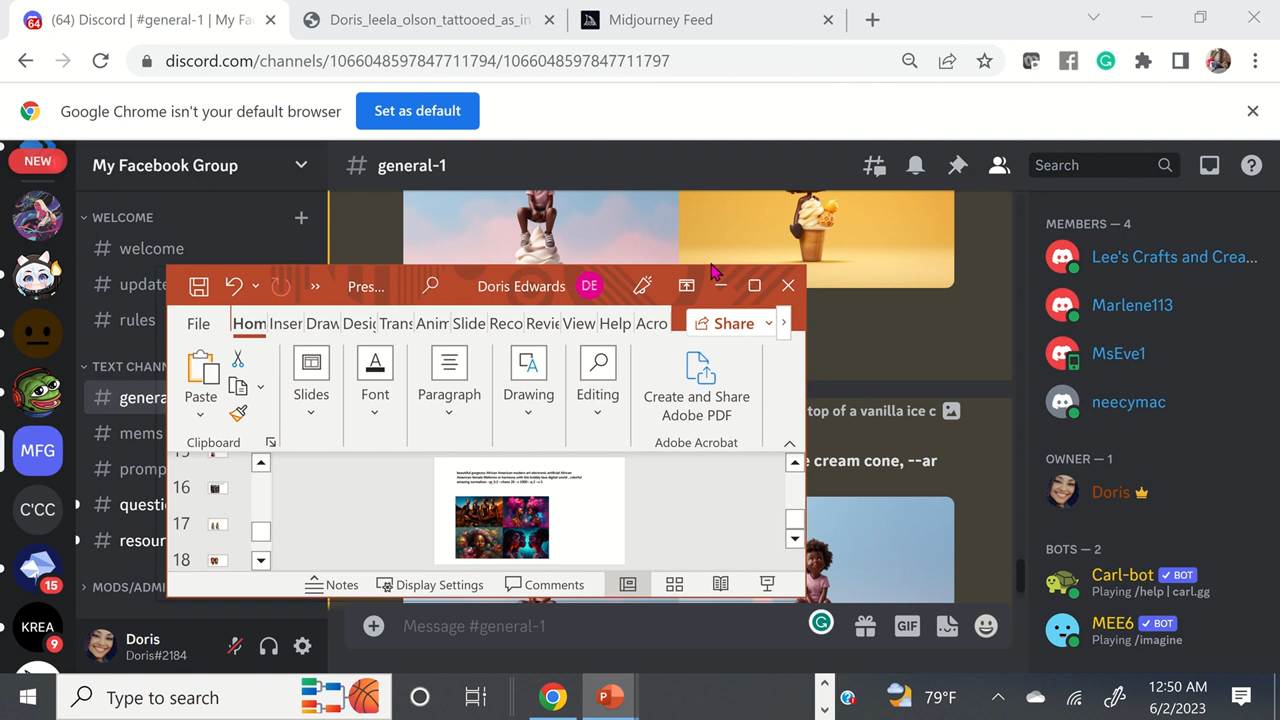 64 (64) Discord | #general-1 | My Fa
Doris_leela_olson_tattooed_as_in_
Midjourney Feed
discord.com/channels/1066048597847711794/1066048597847711797
Google Chrome isn't your default browser
Set as default
NEW
My Facebook Group
general-1
Search
WELCOME
welcome
update
rules
TEXT CHANN
genera
mems
promp
questic
resour
MODS/ADMI
MFG
C'CC
15
KREA
9
Doris
Doris#2184
Pres...
Doris Edwards
DE
File
Hom
Inser
Draw
Desig
Trans
Anim
Slide
Reco
Revie
View
Help
Acro
Share
Paste
Slides
Font
Paragraph
Drawing
Editing
Create and Share
Adobe PDF
Clipboard
Adobe Acrobat
16
17
18
Notes
Display Settings
Comments
top of a vanilla ice c
e cream cone, --ar
Message #general-1
GIF
MEMBERS — 4
Lee's Crafts and Crea...
Marlene113
MsEve1
neecymac
OWNER — 1
Doris
BOTS — 2
Carl-bot BOT
Playing /help | carl.gg
MEE6 BOT
Playing /imagine
Type to search
79°F
12:50 AM
6/2/2023